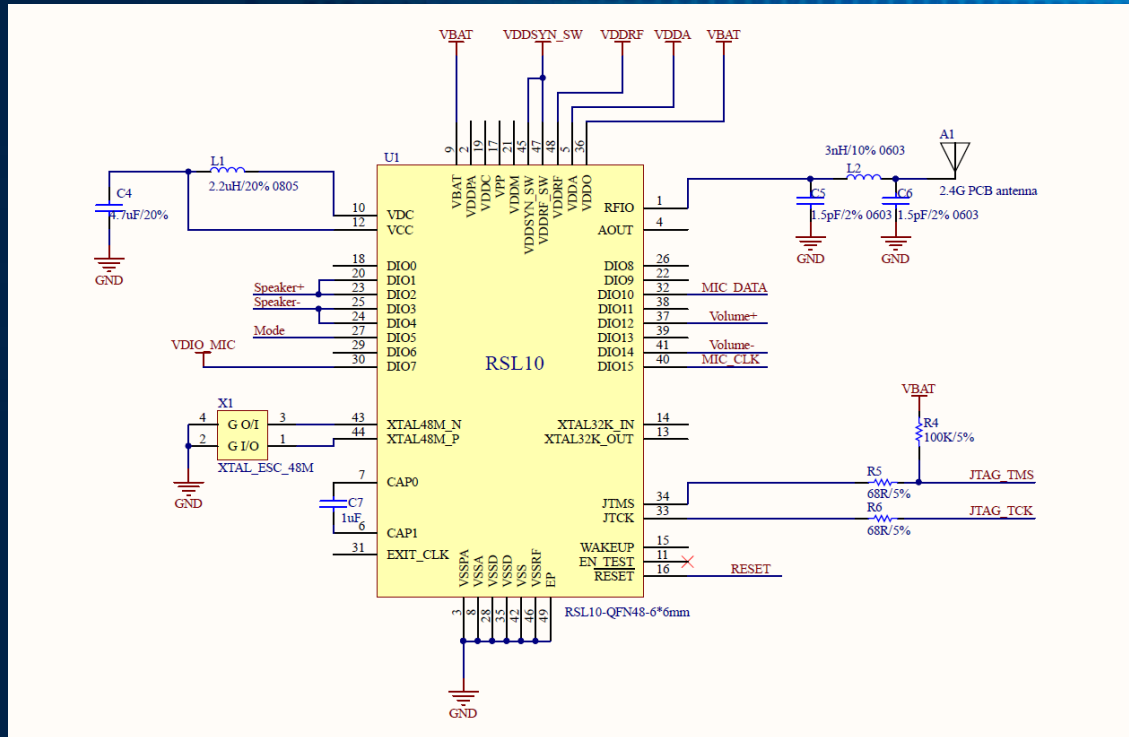 VBAT
VDDSYN_SW
VDDRF
VDDA
VBAT
9
2
19
17
21
45
47
48
5
36
U1
VBAT
VDDPA
VDDC
VPP
VDDM
VDDSYN_SW
VDDRF_SW
VDDRF
VDDA
VDDO
L1
2.2uH/20% 0805
C4
4.7uF/20%
GND
10 VDC
12 VCC
18 DIO0
20 DIO1
Speaker+ 23 DIO2
Speaker- 25 DIO3
24 DIO4
Mode 27 DIO5
29 DIO6
VDIO_MIC
30 DIO7
RSL10
RFIO 1
AOUT 4
3nH/10% 0603
L2
A1
2.4G PCB antenna
C5
1.5pF/2% 0603
GND
C6
1.5pF/2% 0603
GND
DIO8 26
DIO9 22
DIO10 32 MIC_DATA
DIO11 38
DIO12 37 Volume+
DIO13 39
DIO14 41 Volume-
DIO15 40 MIC_CLK
X1
4 G O/I 3
2 G I/O 1
XTAL_ESC_48M
GND
43 XTAL48M_N
44 XTAL48M_P
XTAL32K_IN 14
XTAL32K_OUT 13
7 CAP0
C7
1uF
6 CAP1
31 EXIT_CLK
VBAT
R4
100K/5%
JTMS 34
R5
68R/5%
JTAG_TMS
JTCK 33
R6
68R/5%
JTAG_TCK
WAKEUP 15
EN_TEST 11
RESET 16 RESET
VSSPA
VSSA
VSSD
VSSD
VSS
VSSRF
EP
3
8
28
35
42
46
49
RSL10-QFN48-6*6mm
GND